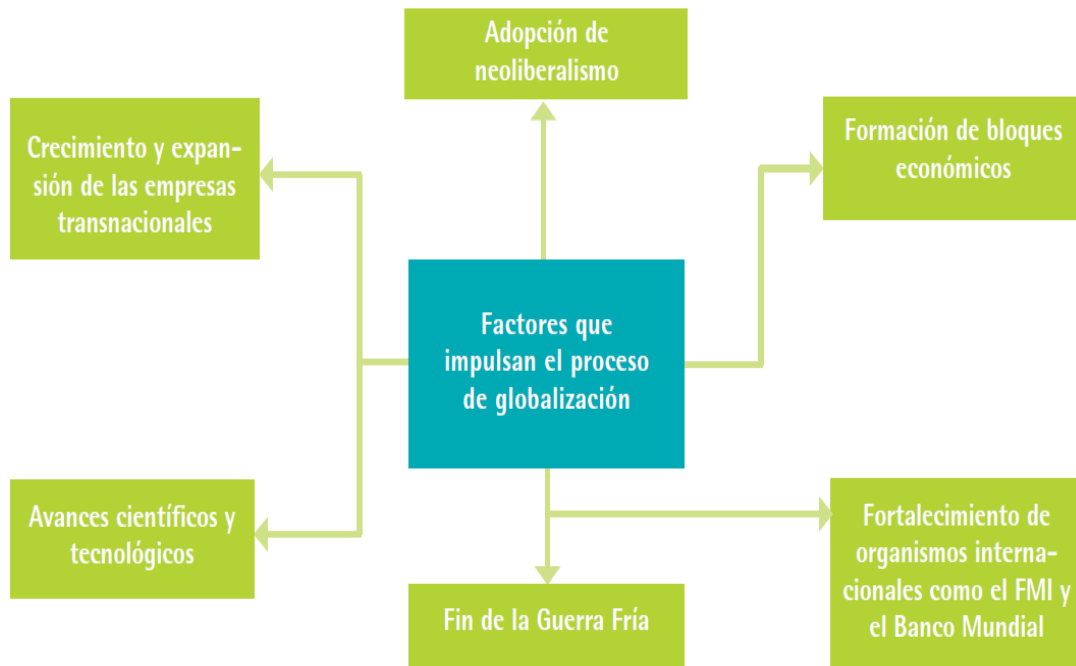 Adopción de
neoliberalismo
Crecimiento y expan-
sión de las empresas
transnacionales
Formación de bloques
económicos
Factores que
impulsan el proceso
de globalización
Avances científicos y
tecnológicos
Fin de la Guerra Fría
Fortalecimiento de
organismos interna-
cionales como el FMI y
el Banco Mundial